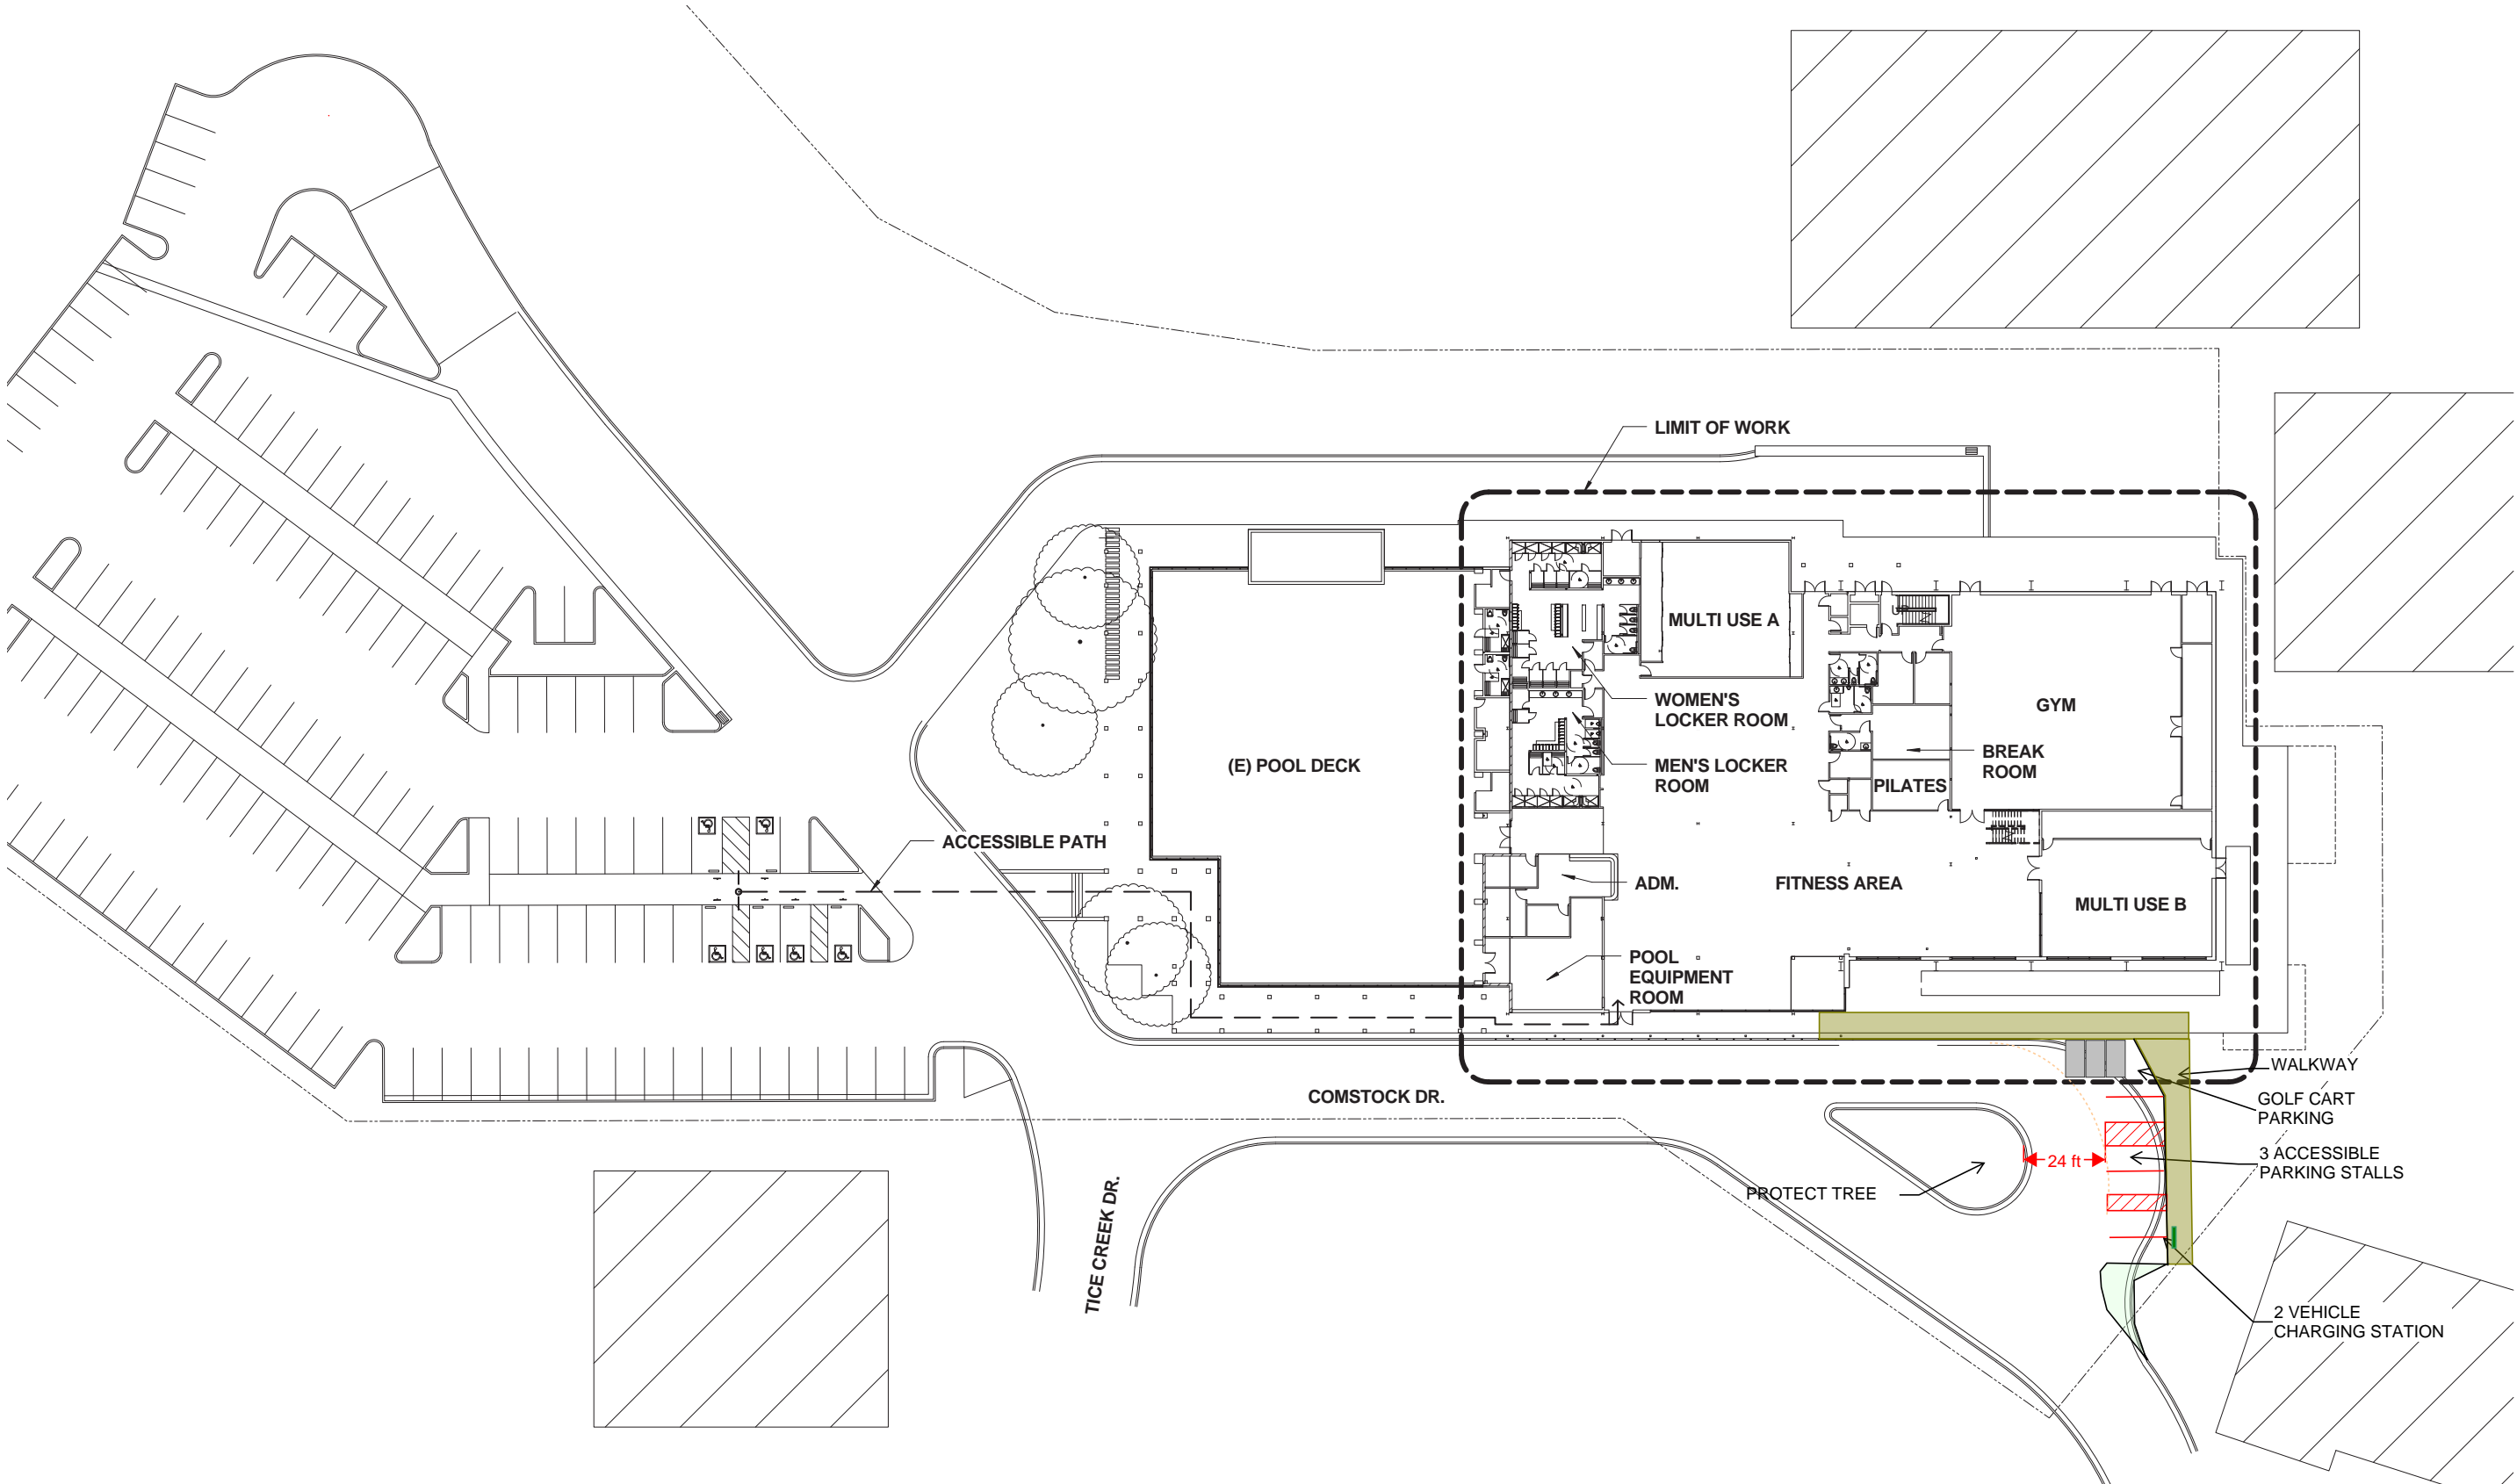 LIMIT OF WORK
MULTI USE A
WOMEN'S
LOCKER ROOM
GYM
(E) POOL DECK
MEN'S LOCKER
ROOM
BREAK
ROOM
PILATES
ACCESSIBLE PATH
ADM.
FITNESS AREA
MULTI USE B
POOL
EQUIPMENT
ROOM
WALKWAY
COMSTOCK DR.
GOLF CART
PARKING
24 ft
3 ACCESSIBLE
PARKING STALLS
PROTECT TREE
TICE CREEK DR.
2 VEHICLE
CHARGING STATION